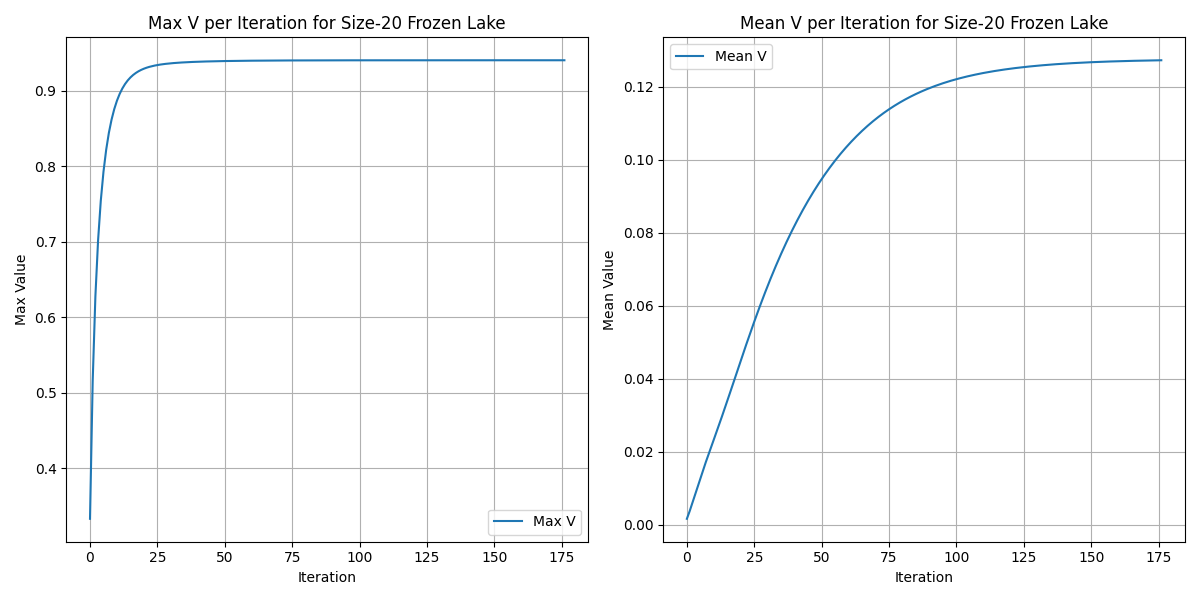 Max V per Iteration for Size-20 Frozen Lake
Max Value
0.9
0.8
0.7
0.6
0.5
0.4
Max V
0 25 50 75 100 125 150 175
Iteration
Mean V per Iteration for Size-20 Frozen Lake
Mean Value
Mean V
0.12
0.10
0.08
0.06
0.04
0.02
0.00
0 25 50 75 100 125 150 175
Iteration